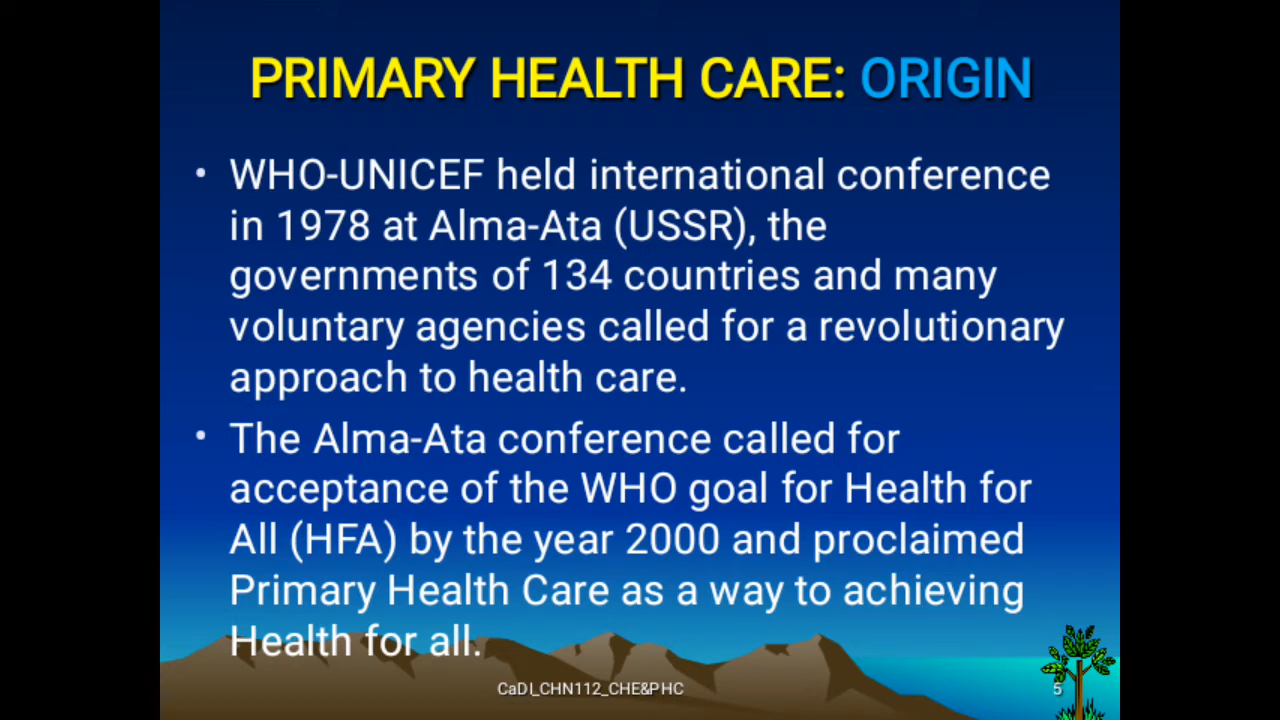 PRIMARY HEALTH CARE: ORIGIN
• WHO-UNICEF held international conference
in 1978 at Alma-Ata (USSR), the
governments of 134 countries and many
voluntary agencies called for a revolutionary
approach to health care.
• The Alma-Ata conference called for
acceptance of the WHO goal for Health for
All (HFA) by the year 2000 and proclaimed
Primary Health Care as a way to achieving
Health for all.
CaDI_CHN112_CHE&PHC
5